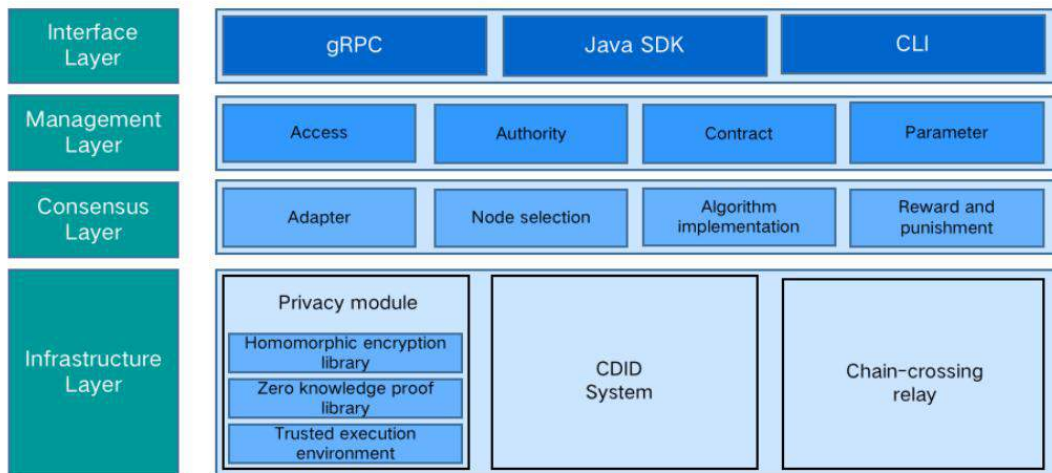 Interface
Layer
gRPC
Java SDK
CLI
Management
Layer
Access
Authority
Contract
Parameter
Consensus
Layer
Adapter
Node selection
Algorithm
implementation
Reward and
punishment
Infrastructure
Layer
Privacy module
Homomorphic encryption
library
Zero knowledge proof
library
Trusted execution
environment
CDID
System
Chain-crossing
relay